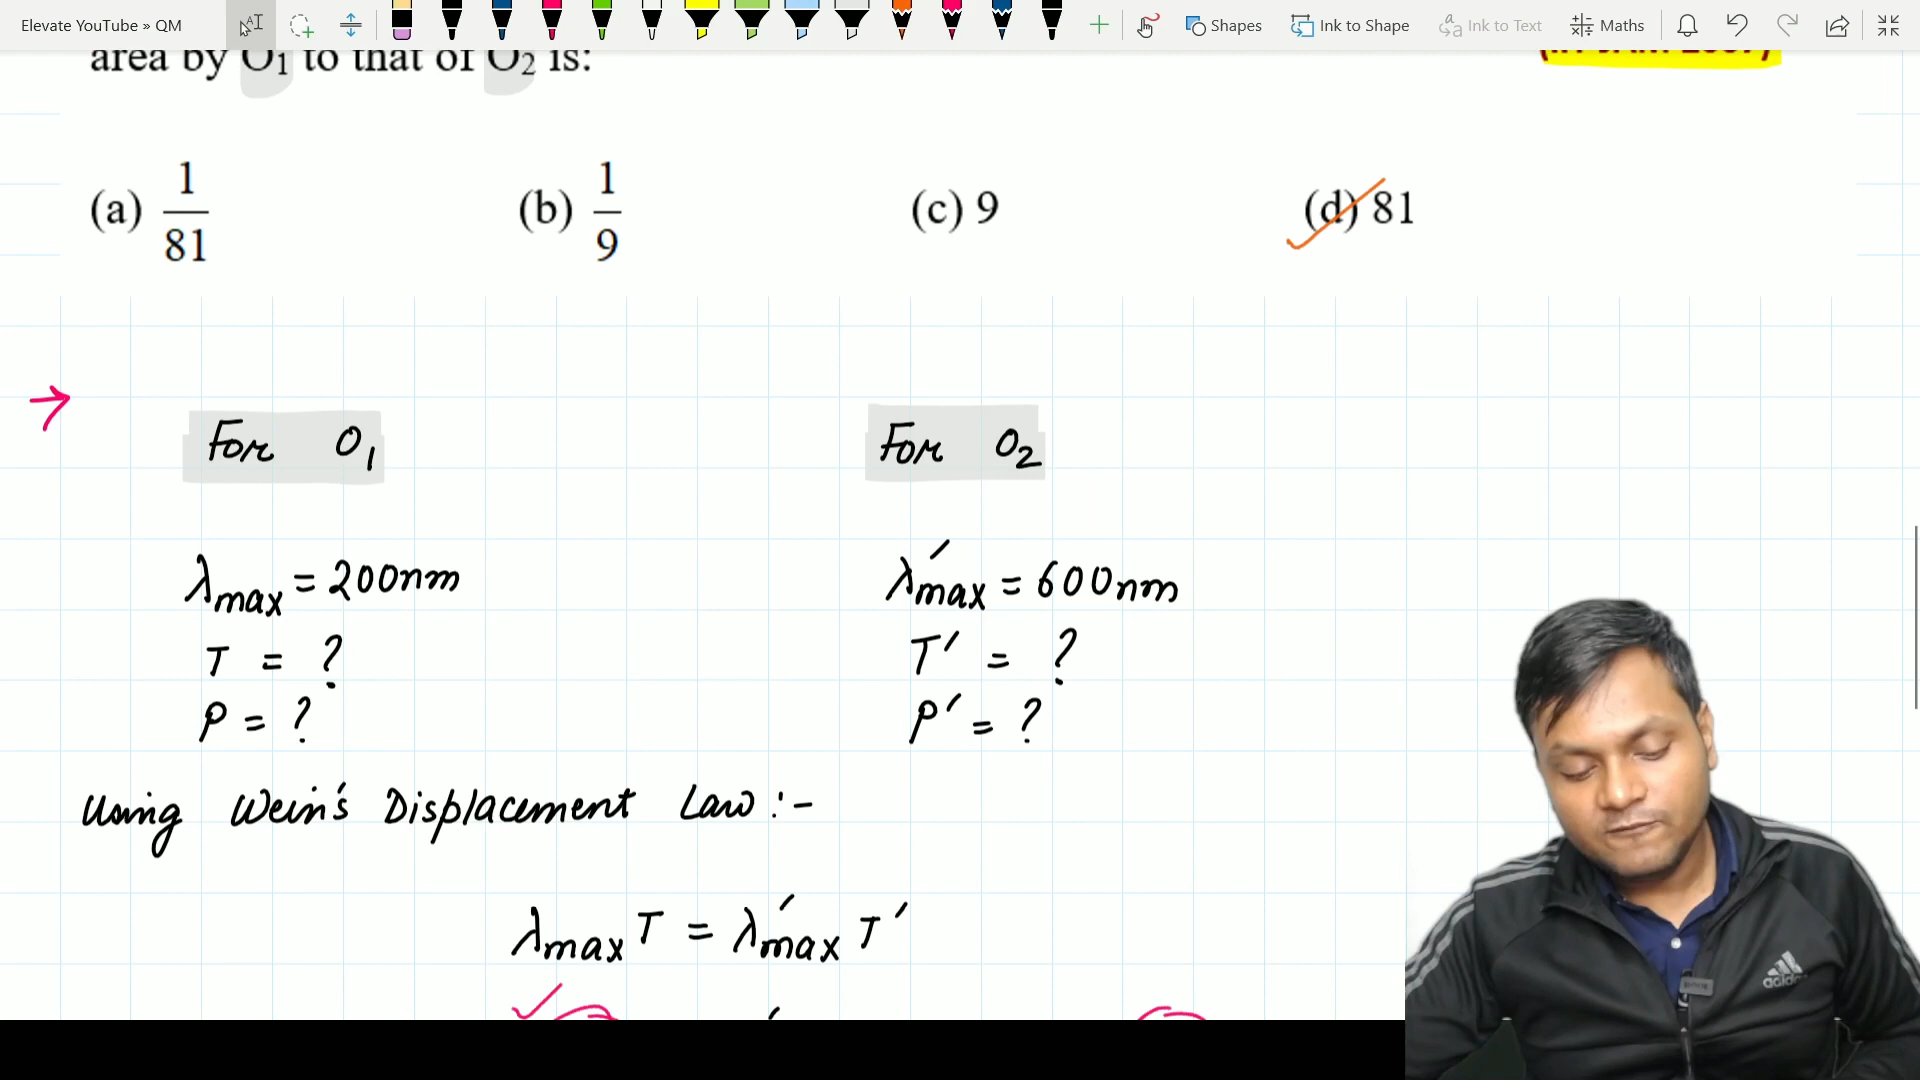 Elevate YouTube » QM
Shapes
Ink to Shape
Ink to Text
Maths
area by O₁ to that of O₂ is:
(a) 1/81
(b) 1/9
(c) 9
(d) 81
For O₁
For O₂
λmax = 200nm
λ'max = 600nm
T = ?
T' = ?
P = ?
P' = ?
Using Wein's Displacement Law :-
λmax T = λ'max T'
adidas